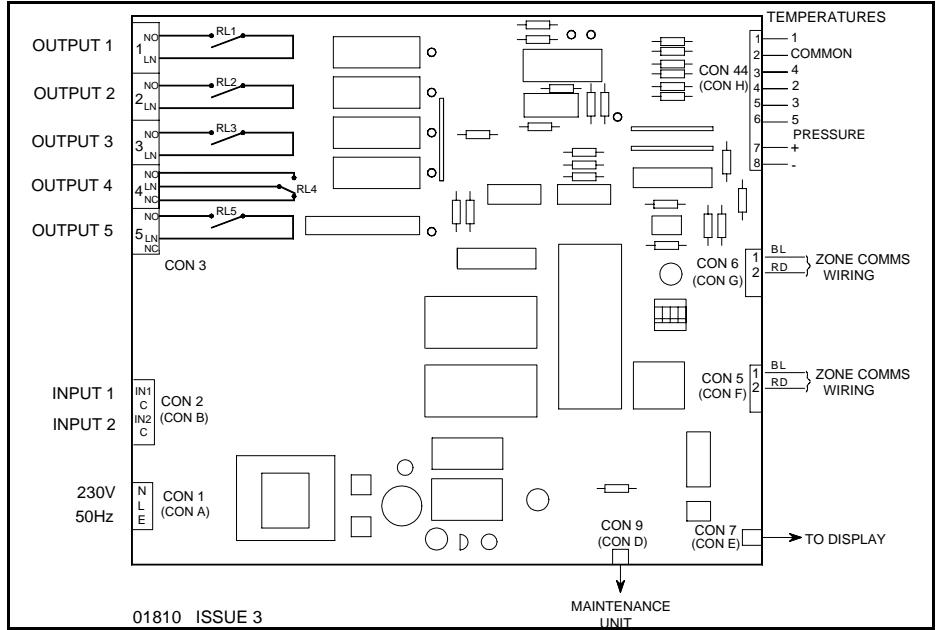 TEMPERATURES
OUTPUT 1
1
NO
LN
RL1
OUTPUT 2
2
NO
LN
RL2
OUTPUT 3
3
NO
LN
RL3
OUTPUT 4
4
NO
LN
NC
RL4
OUTPUT 5
5
NO
LN
NC
RL5
CON 3
CON 44
(CON H)
1 1
2 COMMON
3 4
4 2
5 3
6 5
PRESSURE
7 +
8 -
CON 6
(CON G)
1 BL
2 RD
ZONE COMMS
WIRING
CON 5
(CON F)
1 BL
2 RD
ZONE COMMS
WIRING
INPUT 1
INPUT 2
IN1
C
IN2
C
CON 2
(CON B)
230V
50Hz
N
L
E
CON 1
(CON A)
CON 9
(CON D)
CON 7
(CON E)
TO DISPLAY
MAINTENANCE
UNIT
01810 ISSUE 3